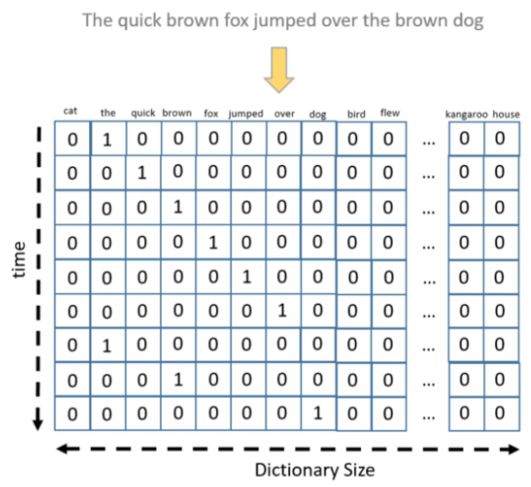 The quick brown fox jumped over the brown dog
cat the quick brown fox jumped over dog bird flew kangaroo house
0 1 0 0 0 0 0 0 0 0 ... 0 0
0 0 1 0 0 0 0 0 0 0 ... 0 0
0 0 0 1 0 0 0 0 0 0 ... 0 0
0 0 0 0 1 0 0 0 0 0 ... 0 0
0 0 0 0 0 1 0 0 0 0 ... 0 0
0 0 0 0 0 0 1 0 0 0 ... 0 0
0 1 0 0 0 0 0 0 0 0 ... 0 0
0 0 0 1 0 0 0 0 0 0 ... 0 0
0 0 0 0 0 0 0 1 0 0 ... 0 0
time
Dictionary Size